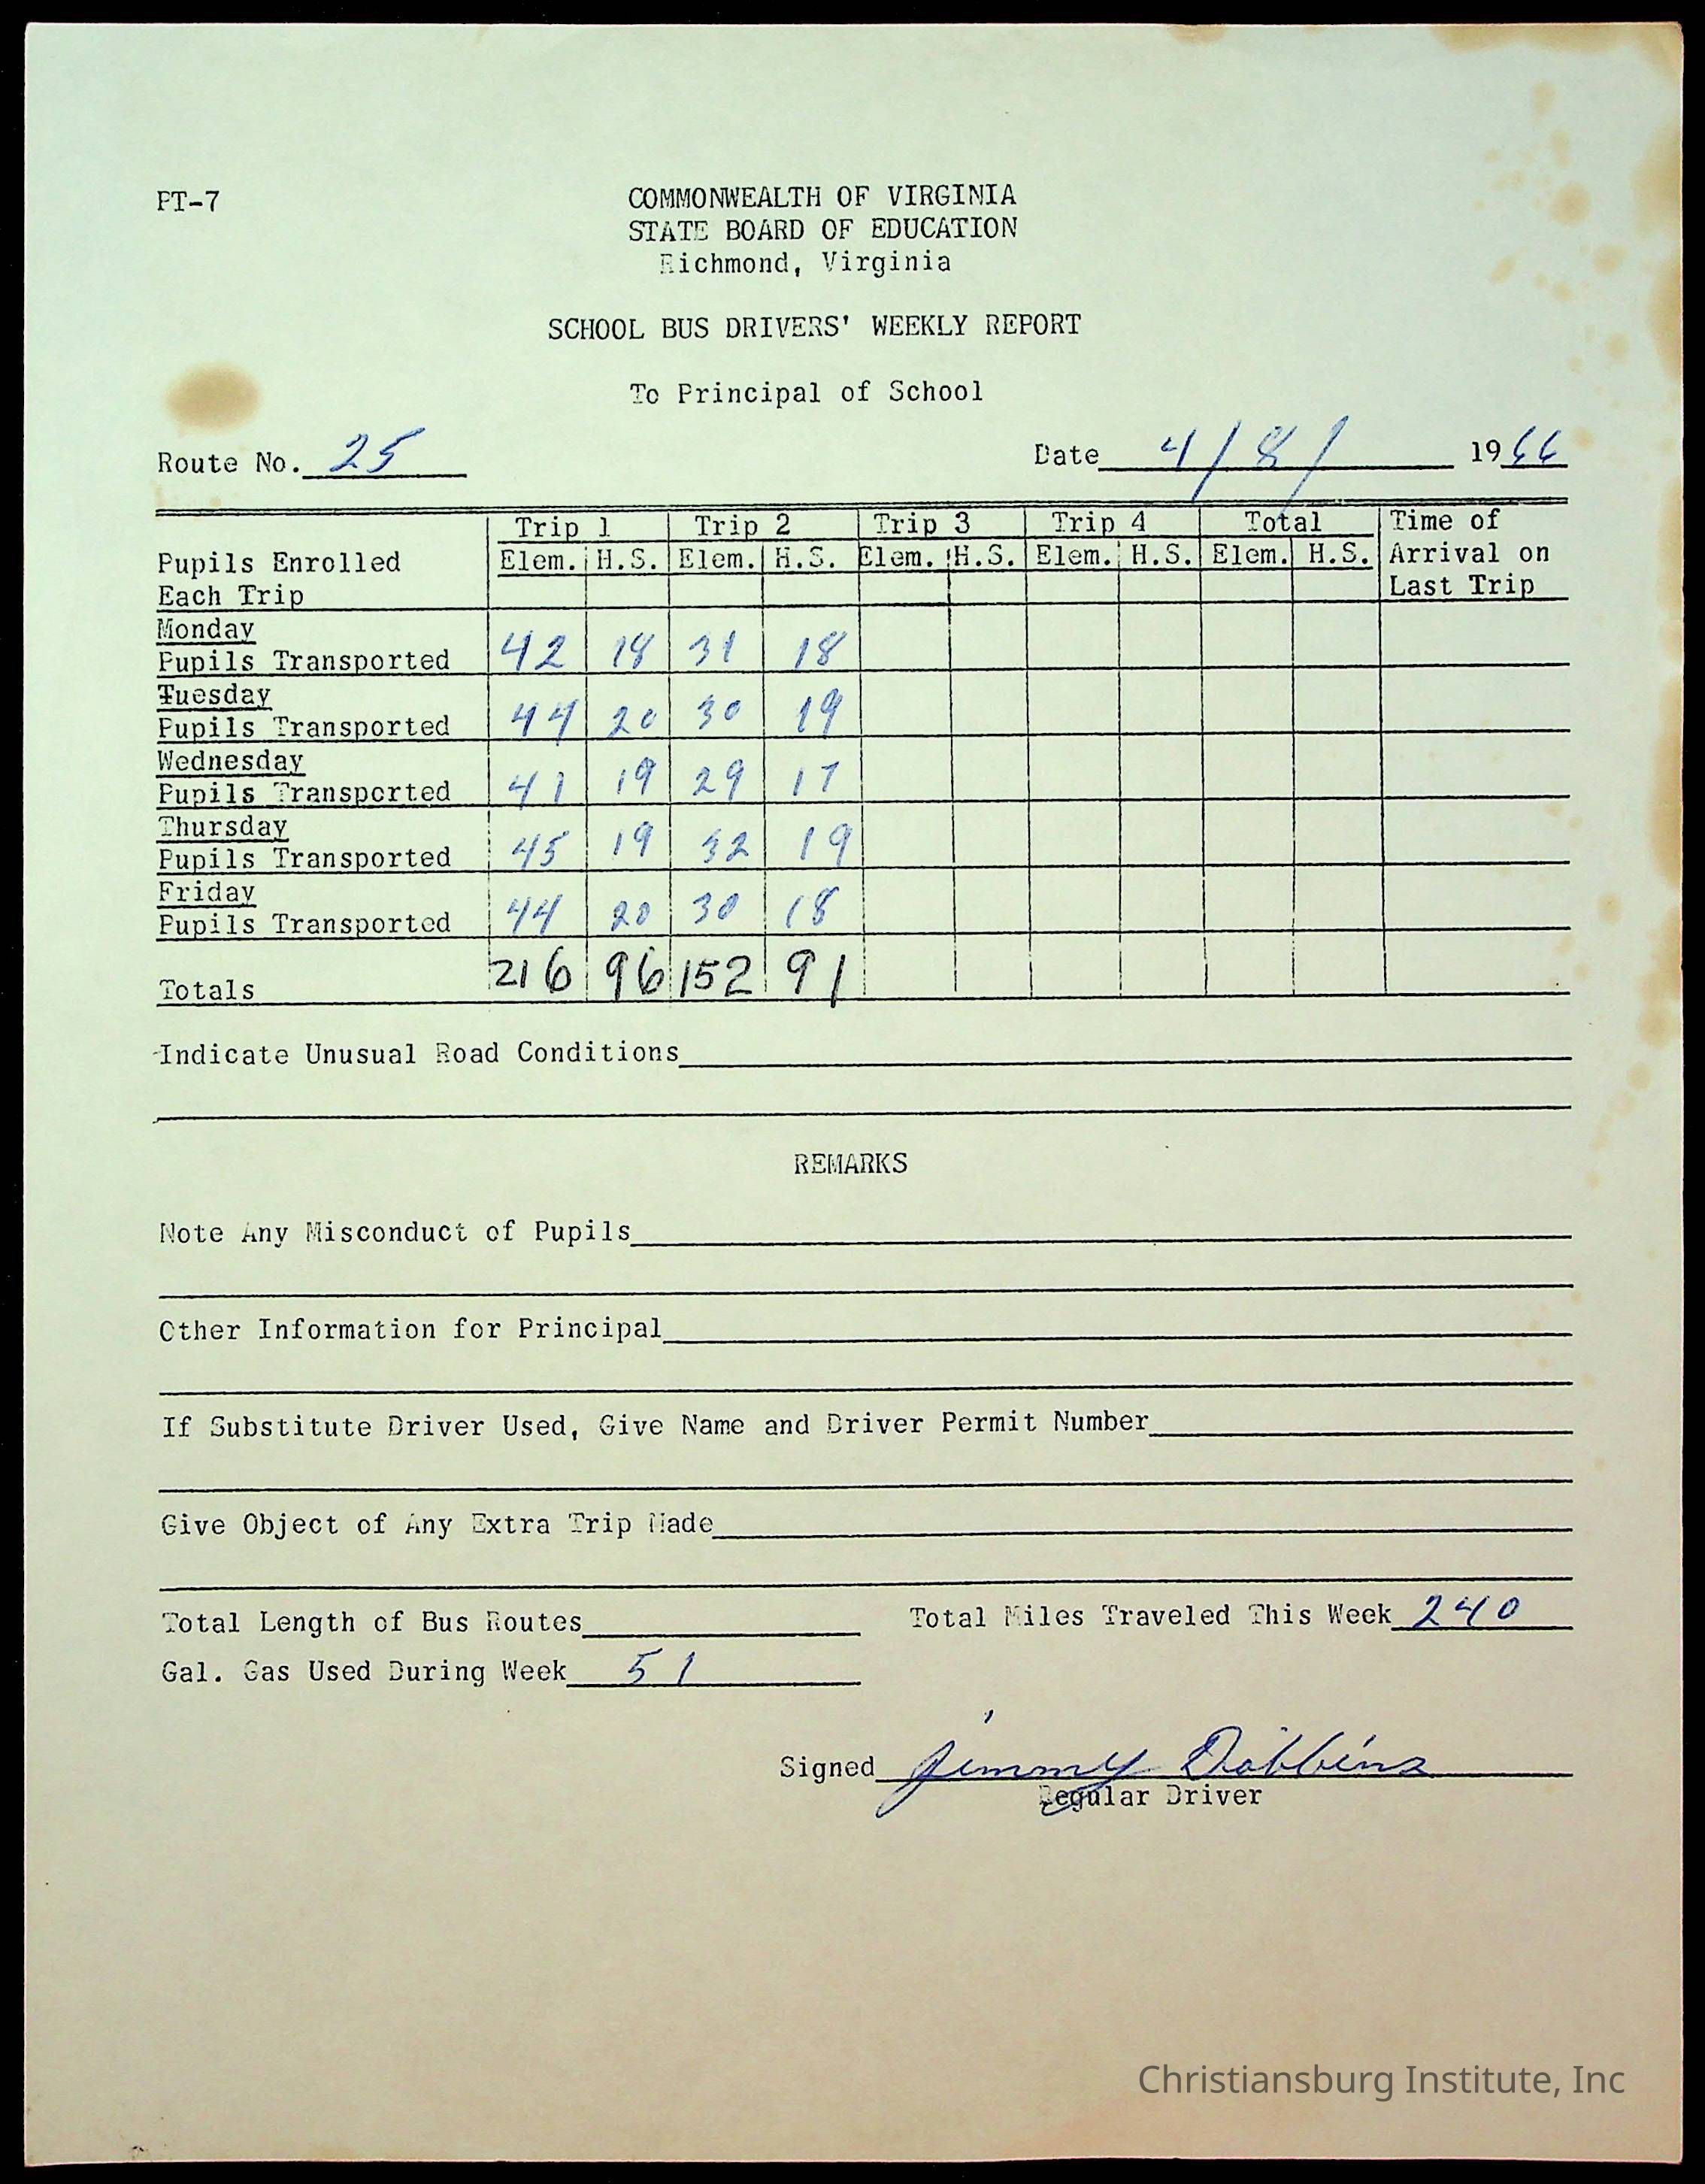 PT-7
COMMONWEALTH OF VIRGINIA
STATE BOARD OF EDUCATION
Richmond, Virginia
SCHOOL BUS DRIVERS' WEEKLY REPORT
To Principal of School
Route No. 25 Date 4/8/ 1966
Trip 1 Trip 2 Trip 3 Trip 4 Total Time of
Pupils Enrolled Elem. H.S. Elem. H.S. Elem. H.S. Elem. H.S. Elem. H.S. Arrival on
Each Trip Last Trip
Monday
Pupils Transported 42 18 31 18
Tuesday
Pupils Transported 44 20 30 19
Wednesday
Pupils Transported 41 19 29 17
Thursday
Pupils Transported 45 19 32 19
Friday
Pupils Transported 44 20 30 18
Totals 216 96 152 91
Indicate Unusual Road Conditions
REMARKS
Note Any Misconduct of Pupils
Other Information for Principal
If Substitute Driver Used, Give Name and Driver Permit Number
Give Object of Any Extra Trip Made
Total Length of Bus Routes Total Miles Traveled This Week 240
Gal. Gas Used During Week 51
Signed Jimmy Dobbins
Regular Driver
Christiansburg Institute, Inc